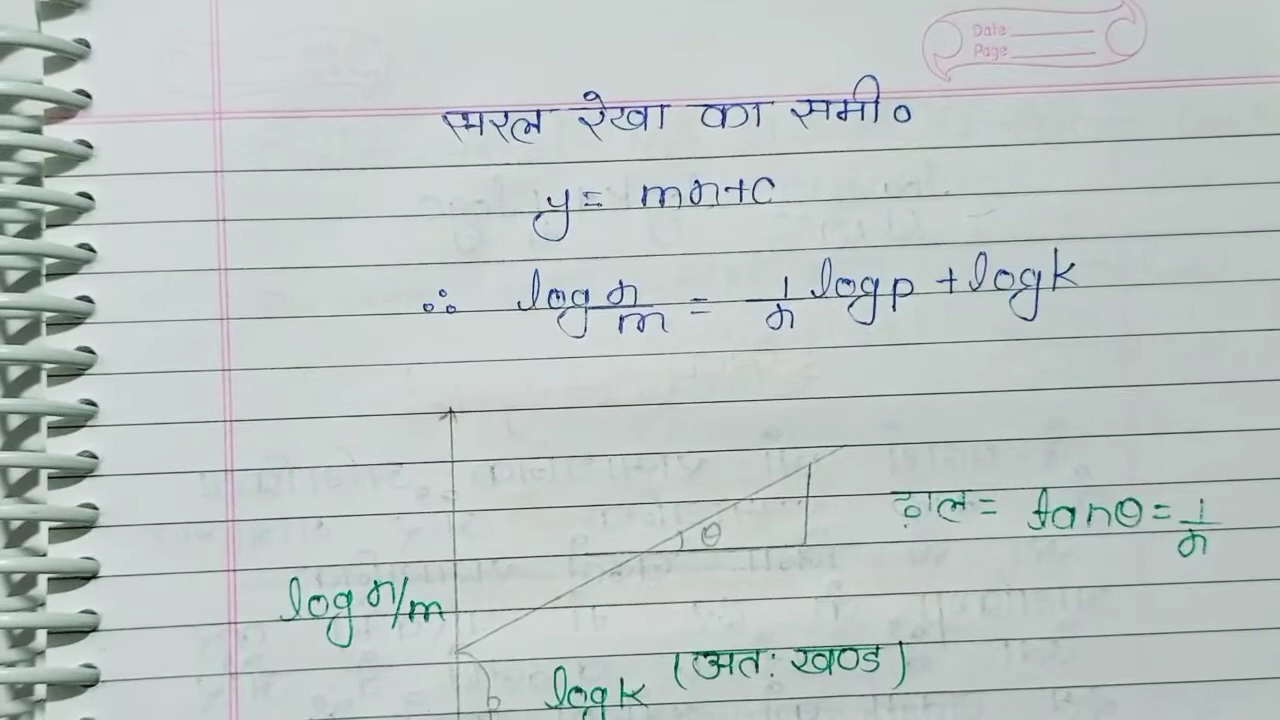 Date
Page
सरल रेखा का समी०
y = mx+c
∴ log x/m = 1/n log p + log k
θ
ढाल = tanθ = 1/n
log x/m
log k (अतः खण्ड)